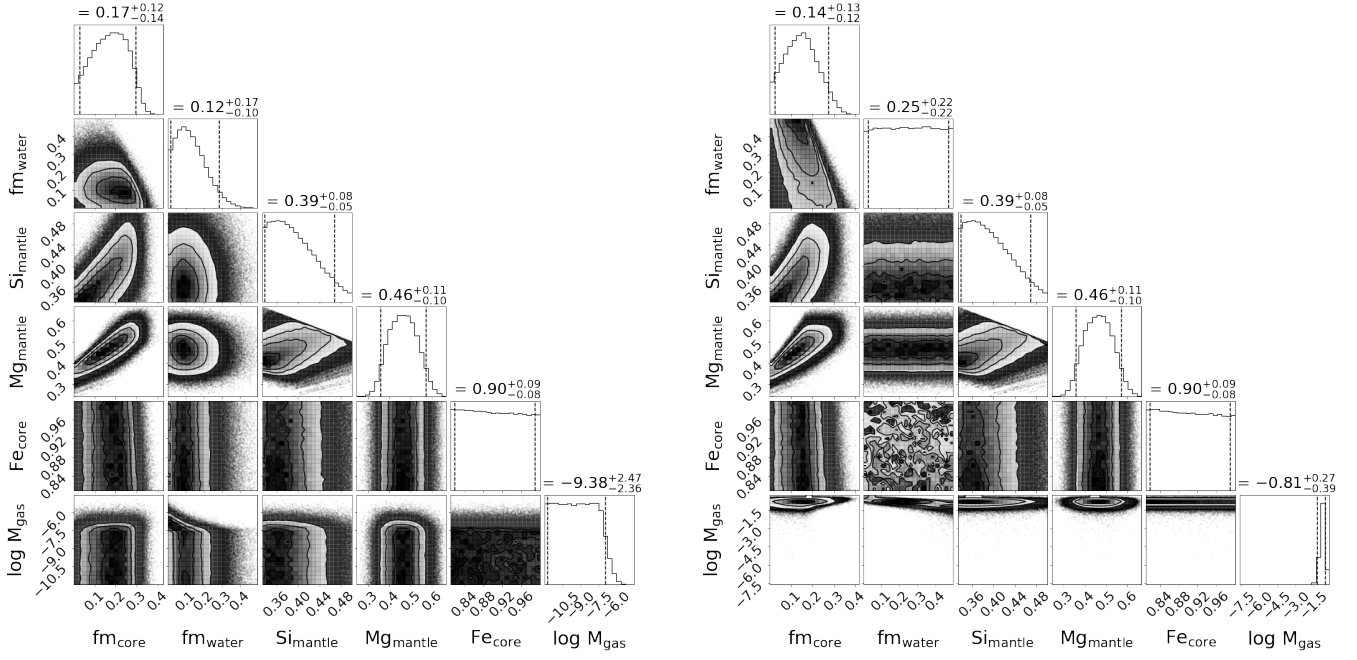 = 0.17+0.12 −0.14
= 0.12+0.17 −0.10
= 0.39+0.08 −0.05
= 0.46+0.11 −0.10
= 0.90+0.09 −0.08
= −9.38+2.47 −2.36
fmwater
0.4
0.3
0.2
0.1
Simantle
0.48
0.44
0.40
0.36
Mgmantle
0.6
0.5
0.4
0.3
Fecore
0.96
0.92
0.88
0.84
log Mgas
−6.0
−7.5
−9.0
−10.5
0.1 0.2 0.3 0.4
0.1 0.2 0.3 0.4
0.36 0.40 0.44 0.48
0.3 0.4 0.5 0.6
0.84 0.88 0.92 0.96
−10.5 −9.0 −7.5 −6.0
fmcore fmwater Simantle Mgmantle Fecore log Mgas
= 0.14+0.13 −0.12
= 0.25+0.22 −0.22
= 0.39+0.08 −0.05
= 0.46+0.11 −0.10
= 0.90+0.09 −0.08
= −0.81+0.27 −0.39
fmwater
0.4
0.3
0.2
0.1
Simantle
0.48
0.44
0.40
0.36
Mgmantle
0.6
0.5
0.4
0.3
Fecore
0.96
0.92
0.88
0.84
log Mgas
−1.5
−3.0
−4.5
−6.0
−7.5
0.1 0.2 0.3 0.4
0.1 0.2 0.3 0.4
0.36 0.40 0.44 0.48
0.3 0.4 0.5 0.6
0.84 0.88 0.92 0.96
−7.5 −6.0 −4.5 −3.0 −1.5
fmcore fmwater Simantle Mgmantle Fecore log Mgas